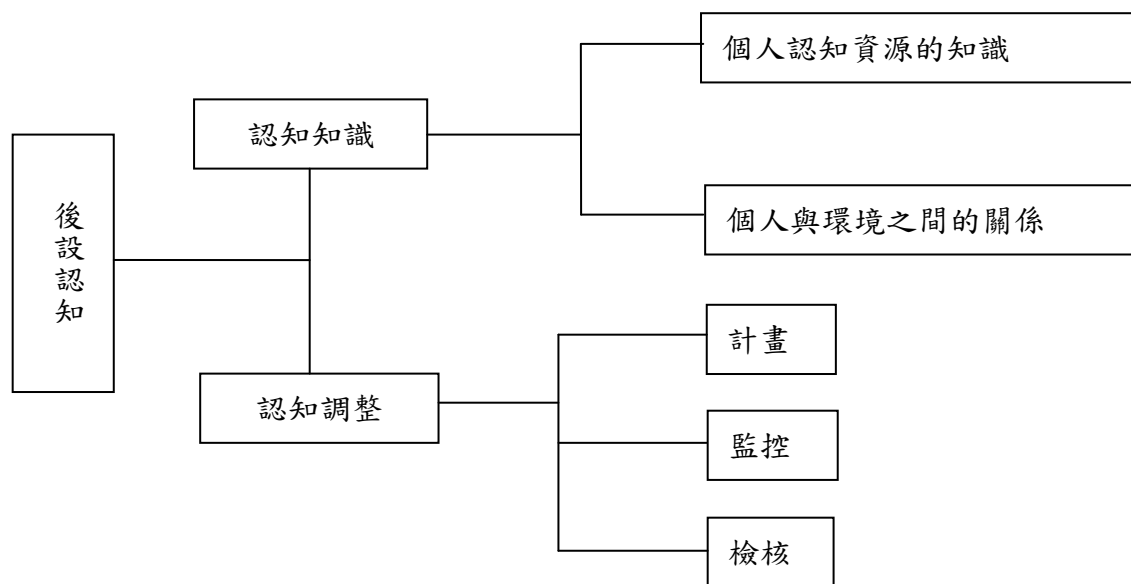 後設認知
認知知識
個人認知資源的知識
個人與環境之間的關係
認知調整
計畫
監控
檢核